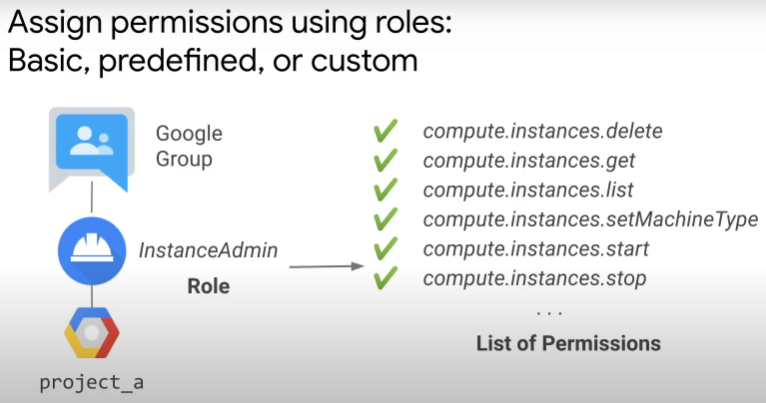 Assign permissions using roles:
Basic, predefined, or custom
Google
Group
InstanceAdmin
Role
project_a
compute.instances.delete
compute.instances.get
compute.instances.list
compute.instances.setMachineType
compute.instances.start
compute.instances.stop
. . .
List of Permissions